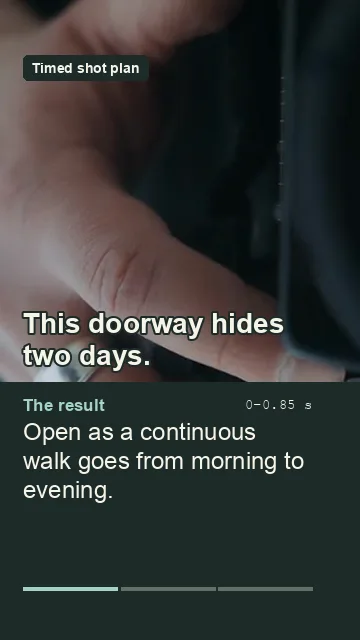 Timed shot plan
This doorway hides
two days.
The result 0–0.85 s
Open as a continuous
walk goes from morning to
evening.